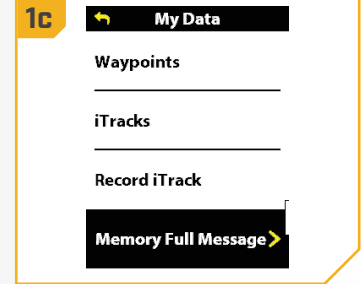 1c
My Data
Waypoints
iTracks
Record iTrack
Memory Full Message